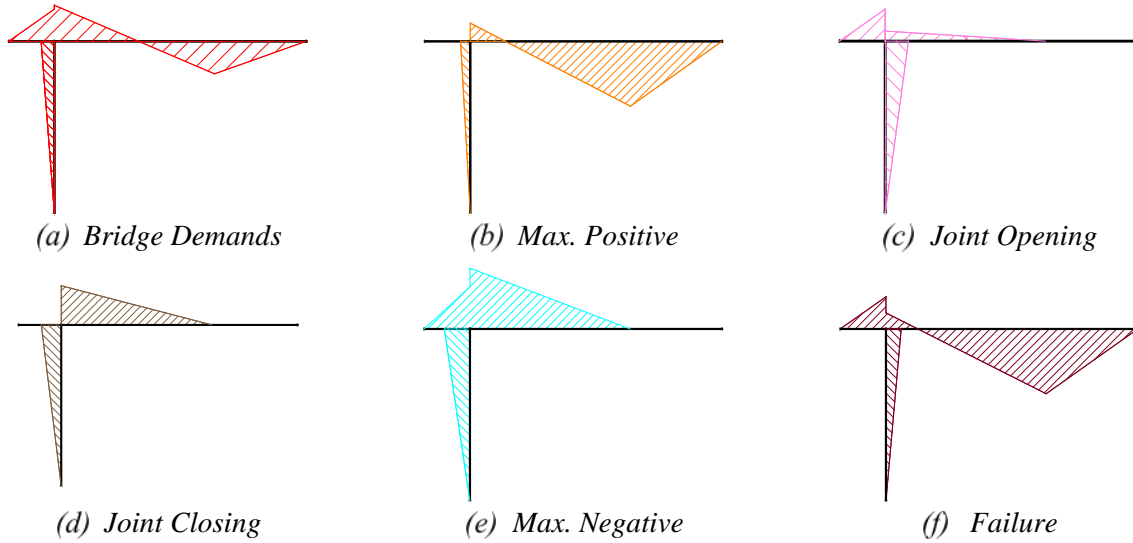 (a) Bridge Demands
(b) Max. Positive
(c) Joint Opening
(d) Joint Closing
(e) Max. Negative
(f) Failure